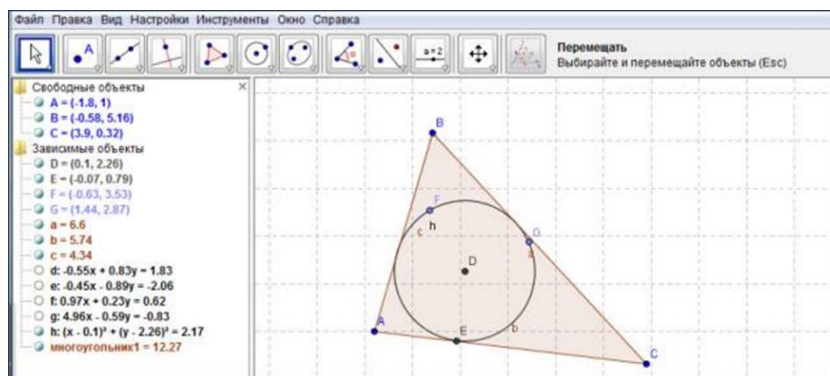 Файл Правка Вид Настройки Инструменты Окно Справка
A
α
a=2
Перемещать
Выбирайте и перемещайте объекты (Esc)
Свободные объекты
A = (-1.8, 1)
B = (-0.58, 5.16)
C = (3.9, 0.32)
Зависимые объекты
D = (0.1, 2.26)
E = (-0.07, 0.79)
F = (-0.63, 3.53)
G = (1.44, 2.87)
a = 6.6
b = 5.74
c = 4.34
d: -0.55x + 0.83y = 1.83
e: -0.45x - 0.89y = -2.06
f: 0.97x + 0.23y = 0.62
g: 4.96x - 0.59y = -0.83
h: (x - 0.1)² + (y - 2.26)² = 2.17
многоугольник1 = 12.27
B
F
h
c
G
a
D
A
E
b
C